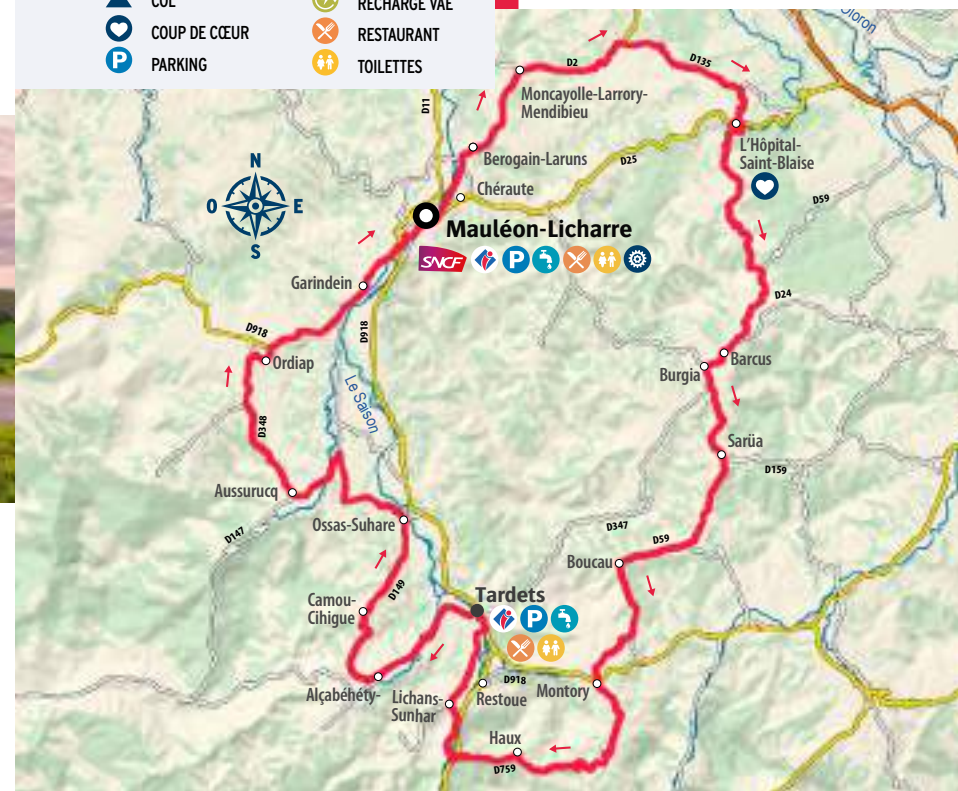 COL
RECHARGE VAE
COUP DE CŒUR
RESTAURANT
P
PARKING
TOILETTES
Oloron
D2
D135
D11
Moncayolle-Larrory-
Mendibieu
L'Hôpital-
Saint-Blaise
Berogain-Laruns
D25
Chéraute
D59
N
O
E
S
Mauléon-Licharre
SNCF
P
Garindein
D24
D918
D918
Ordiap
Barcus
Burgia
Le Saison
D348
Sarüa
D159
Aussurucq
Ossas-Suhare
D147
D347
D59
Boucau
D149
Tardets
P
Camou-
Cihigue
Alçabéhéty-
Lichans-
Sunhar
D918
Restoue
Montory
Haux
D759